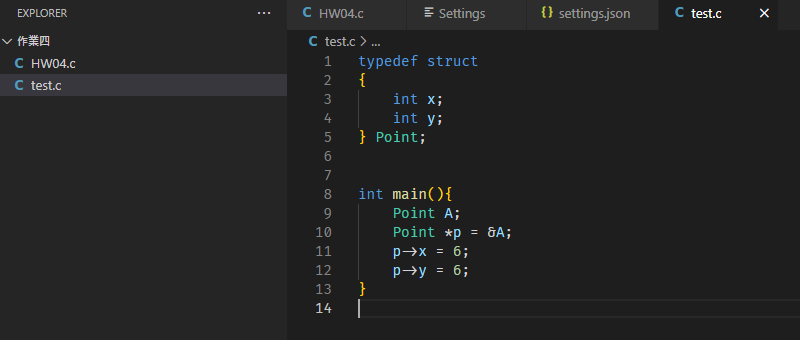 EXPLORER ...
作業四
C HW04.c
C test.c
C HW04.c Settings {} settings.json C test.c ×
C test.c > ...
1 typedef struct
2 {
3 int x;
4 int y;
5 } Point;
6
7
8 int main(){
9 Point A;
10 Point *p = &A;
11 p->x = 6;
12 p->y = 6;
13 }
14